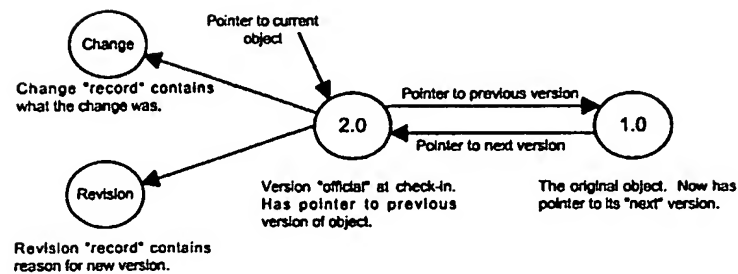 Pointer to current
object
Change
Change "record" contains
what the change was.
Pointer to previous version
2.0
1.0
Pointer to next version
Revision
Version "official" at check-in.
Has pointer to previous
version of object.
The original object. Now has
pointer to its "next" version.
Revision "record" contains
reason for new version.